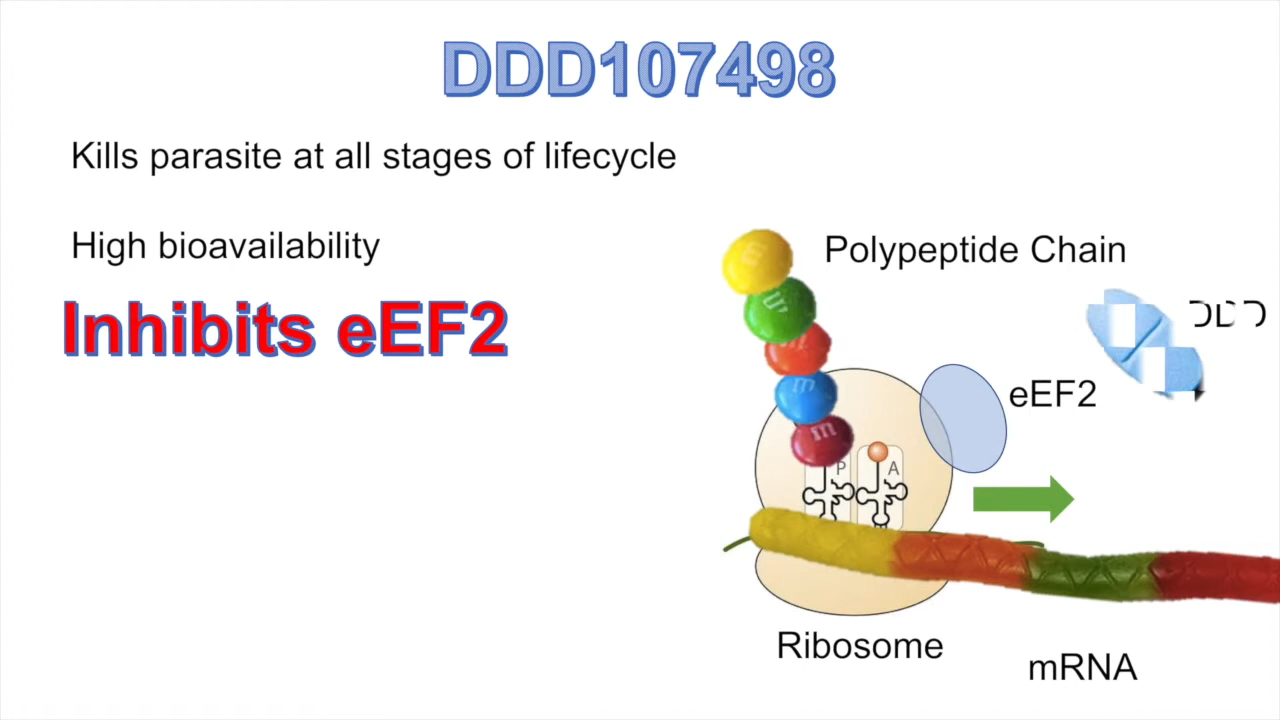 DDD107498
Kills parasite at all stages of lifecycle
High bioavailability
Inhibits eEF2
Polypeptide Chain
eEF2
m
m
P
A
Ribosome
mRNA